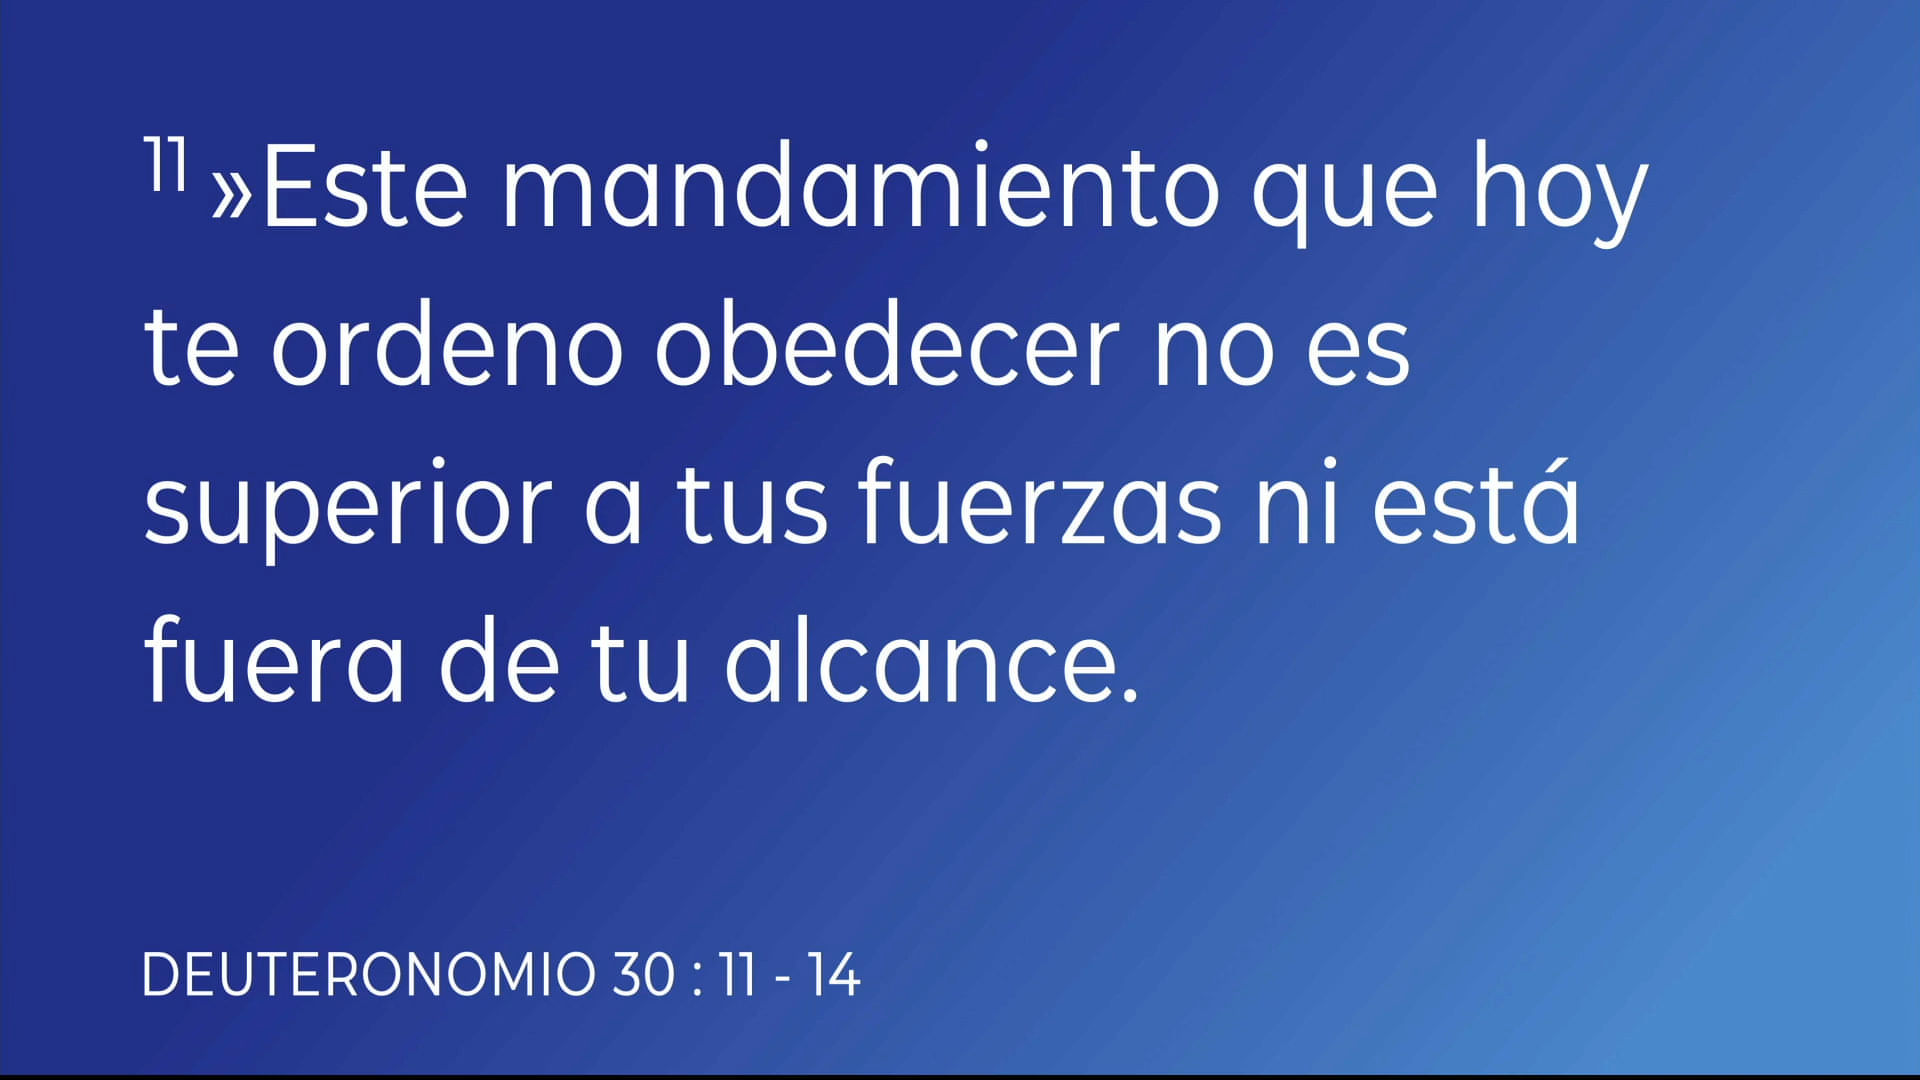 11 »Este mandamiento que hoy
te ordeno obedecer no es
superior a tus fuerzas ni está
fuera de tu alcance.
DEUTERONOMIO 30 : 11 - 14